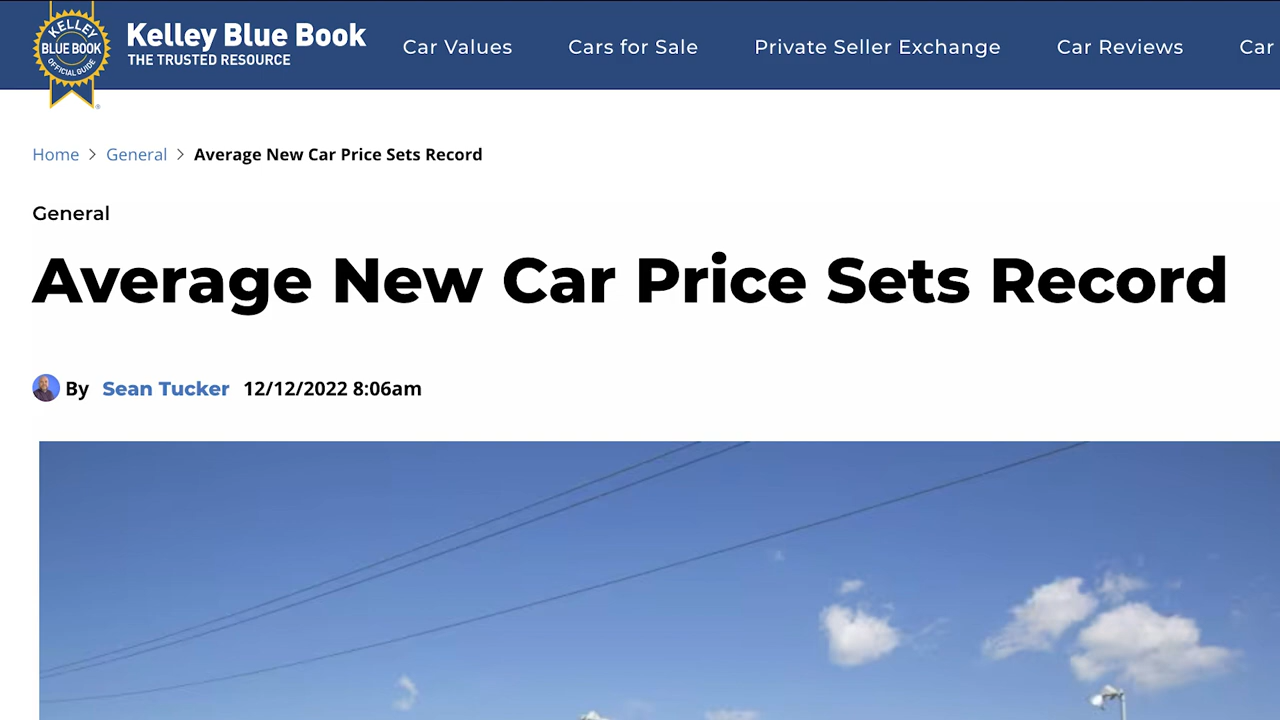 KELLEY
BLUE BOOK
OFFICIAL GUIDE
Kelley Blue Book
THE TRUSTED RESOURCE
Car Values
Cars for Sale
Private Seller Exchange
Car Reviews
Car
Home > General > Average New Car Price Sets Record
General
Average New Car Price Sets Record
By Sean Tucker 12/12/2022 8:06am